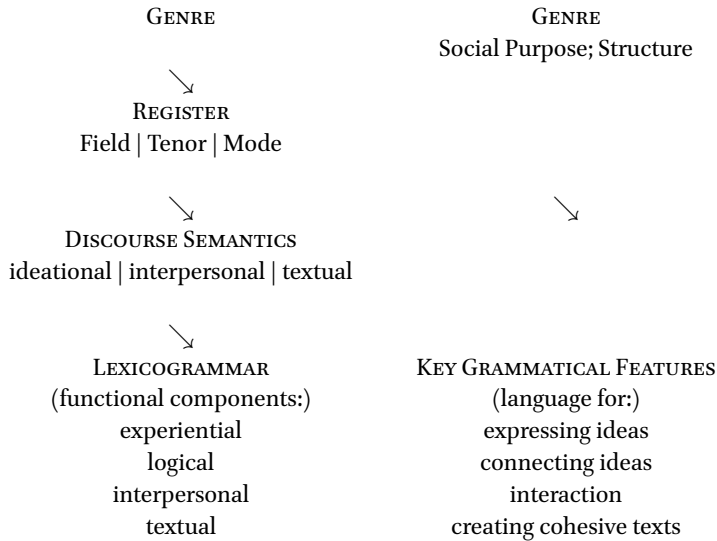 GENRE
↘
REGISTER
Field | Tenor | Mode
↘
DISCOURSE SEMANTICS
ideational | interpersonal | textual
↘
LEXICOGRAMMAR
(functional components:)
experiential
logical
interpersonal
textual
GENRE
Social Purpose; Structure
↘
KEY GRAMMATICAL FEATURES
(language for:)
expressing ideas
connecting ideas
interaction
creating cohesive texts